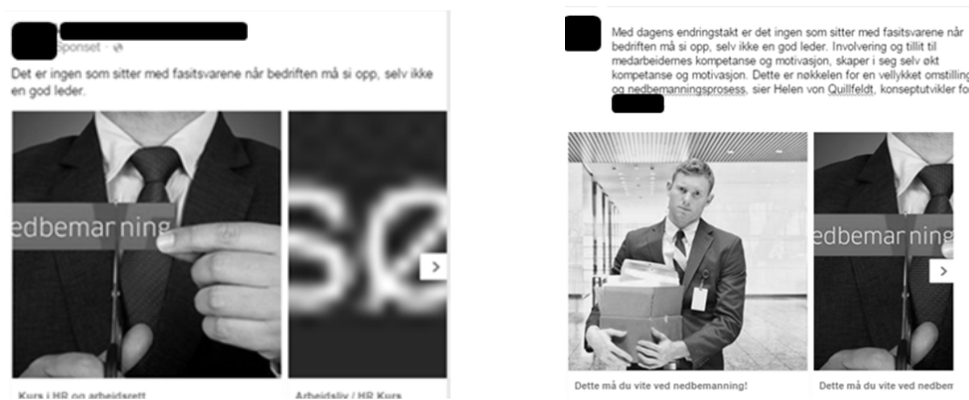 Sponset
Det er ingen som sitter med fasitsvarene når bedriften må si opp, selv ikke
en god leder.
edbemanning
sø
Kurs i HR og arbeidsrett
Arbeidsliv / HR Kurs
Med dagens endringstakt er det ingen som sitter med fasitsvarene når
bedriften må si opp, selv ikke en god leder. Involvering og tillit til
medarbeidernes kompetanse og motivasjon, skaper i seg selv økt
kompetanse og motivasjon. Dette er nøkkelen for en vellykket omstilling
og nedbemanningsprosess, sier Helen von Quillfeldt, konseptutvikler fo
edbemanning
Dette må du vite ved nedbemanning!
Dette må du vite ved nedbem